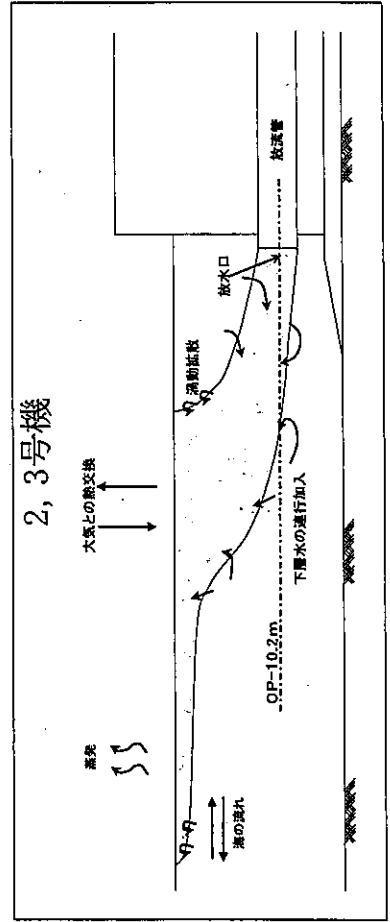 2,3号機
蒸発
大気との熱交換
海の流れ
渦動拡散
放水口
放流管
下層水の連行加入
OP-10.2m